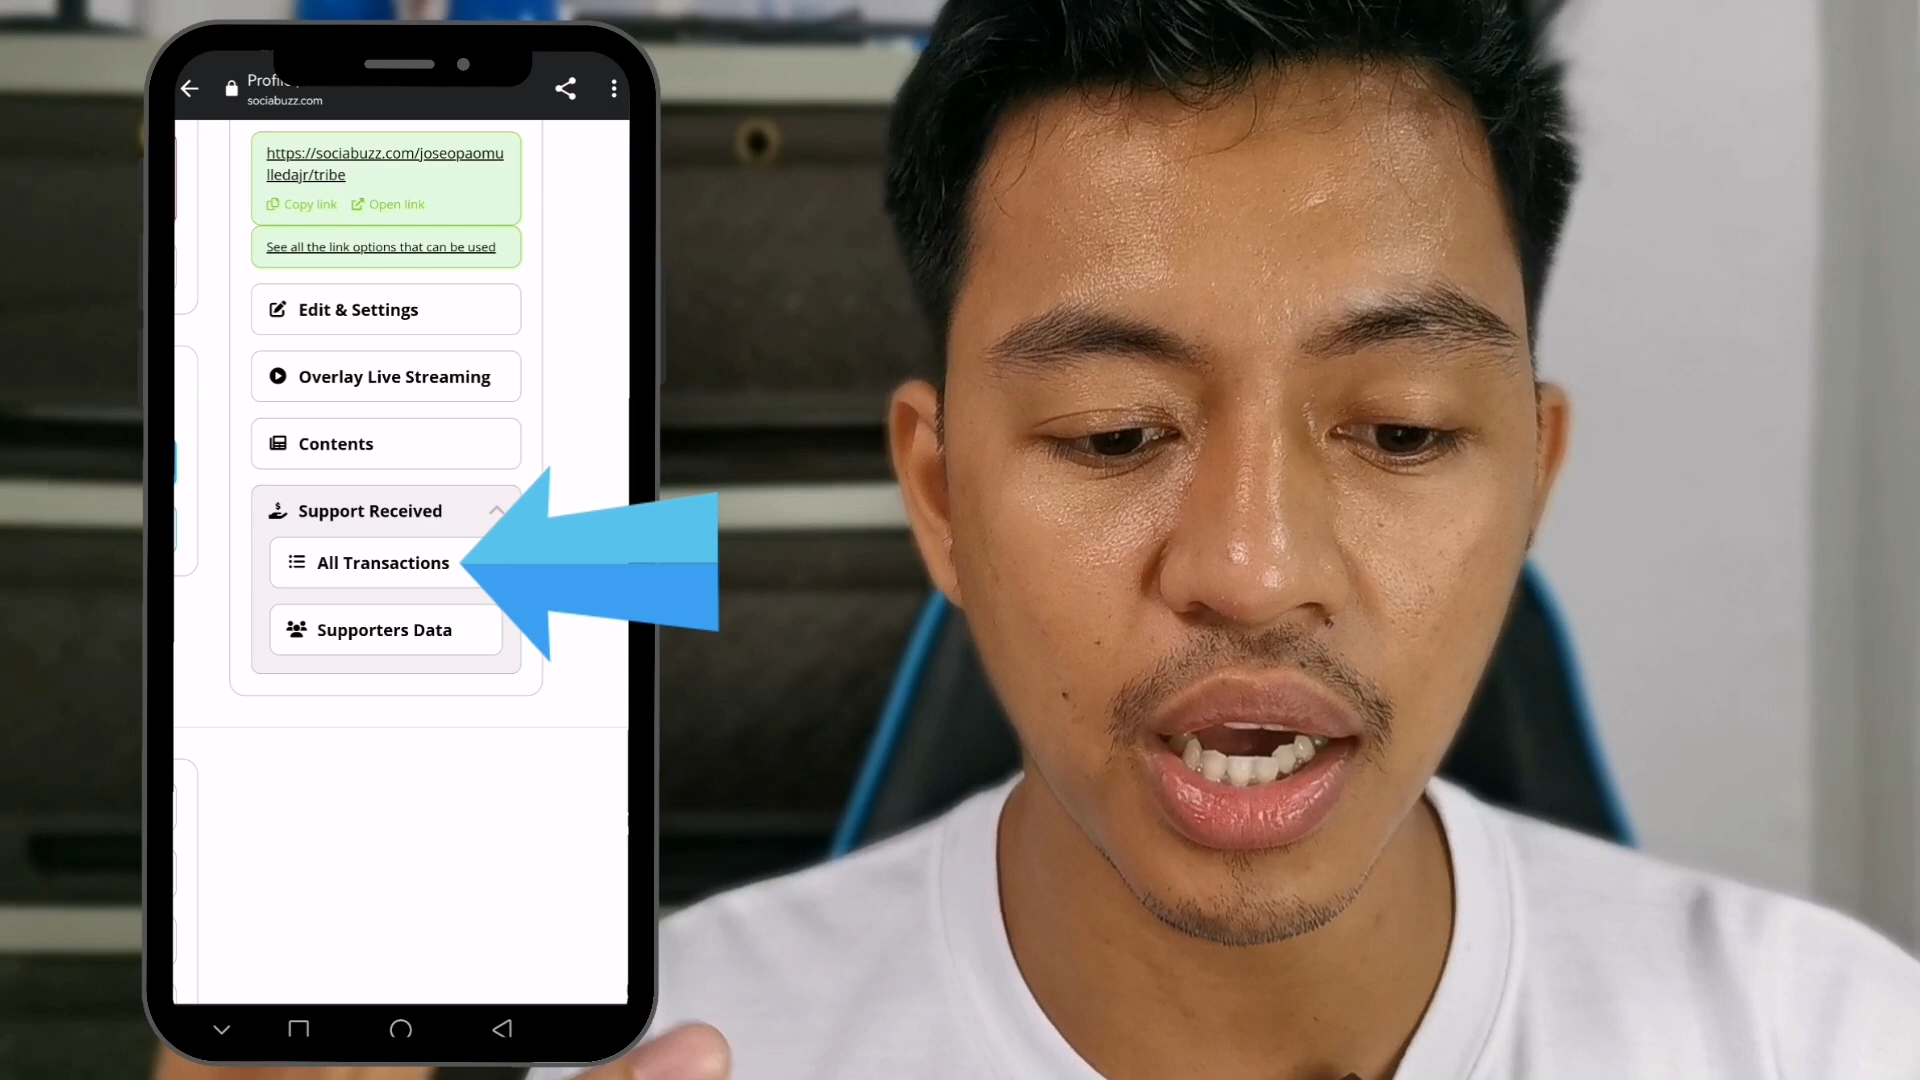 sociabuzz.com
https://sociabuzz.com/joseopaomu
lledajr/tribe
Copy link Open link
See all the link options that can be used
Edit & Settings
Overlay Live Streaming
Contents
Support Received
All Transactions
Supporters Data